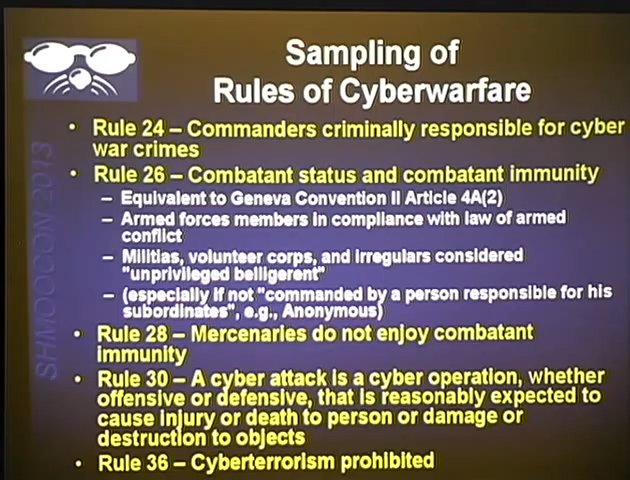 Sampling of
Rules of Cyberwarfare
• Rule 24 – Commanders criminally responsible for cyber
war crimes
• Rule 26 – Combatant status and combatant immunity
– Equivalent to Geneva Convention II Article 4A(2)
– Armed forces members in compliance with law of armed
conflict
– Militias, volunteer corps, and irregulars considered
"unprivileged belligerent"
– (especially if not "commanded by a person responsible for his
subordinates", e.g., Anonymous)
• Rule 28 – Mercenaries do not enjoy combatant
immunity
• Rule 30 – A cyber attack is a cyber operation, whether
offensive or defensive, that is reasonably expected to
cause injury or death to person or damage or
destruction to objects
• Rule 36 – Cyberterrorism prohibited
SHMOOCON 2013